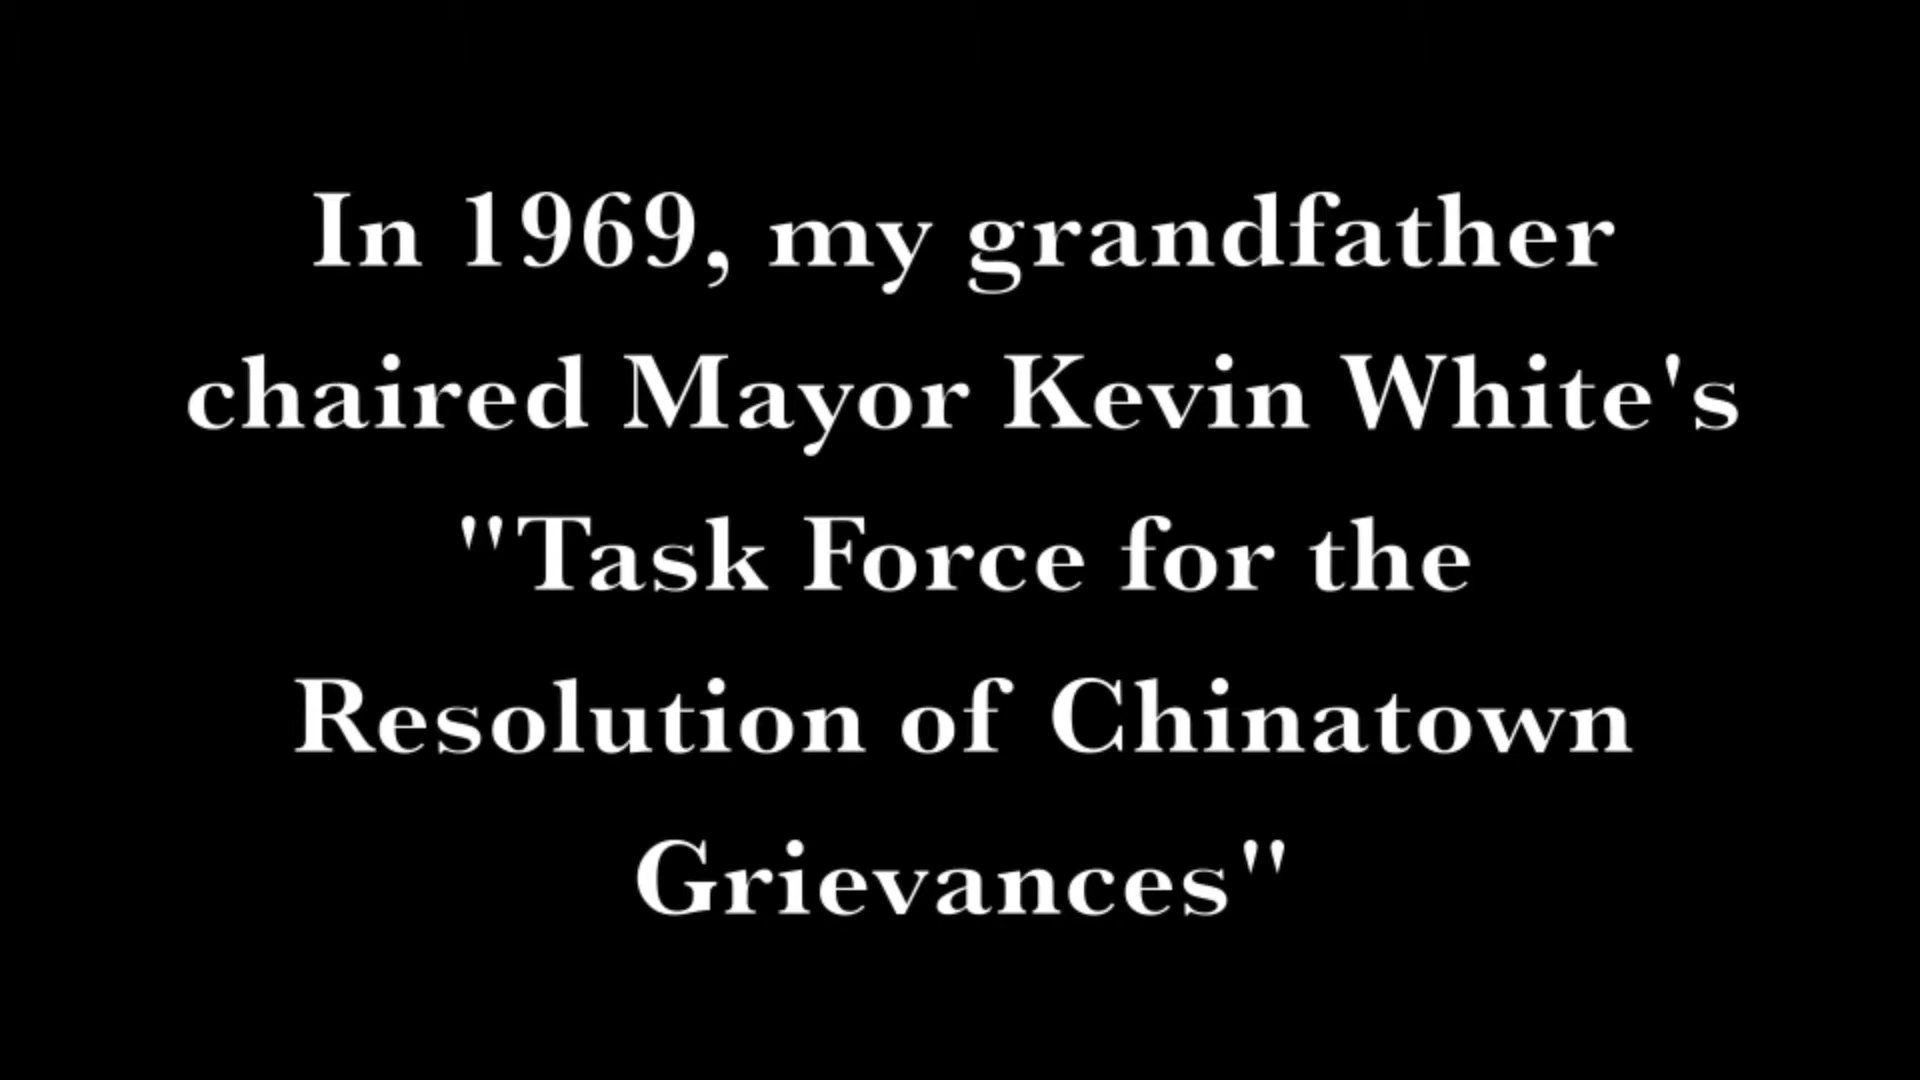 In 1969, my grandfather
chaired Mayor Kevin White's
"Task Force for the
Resolution of Chinatown
Grievances"